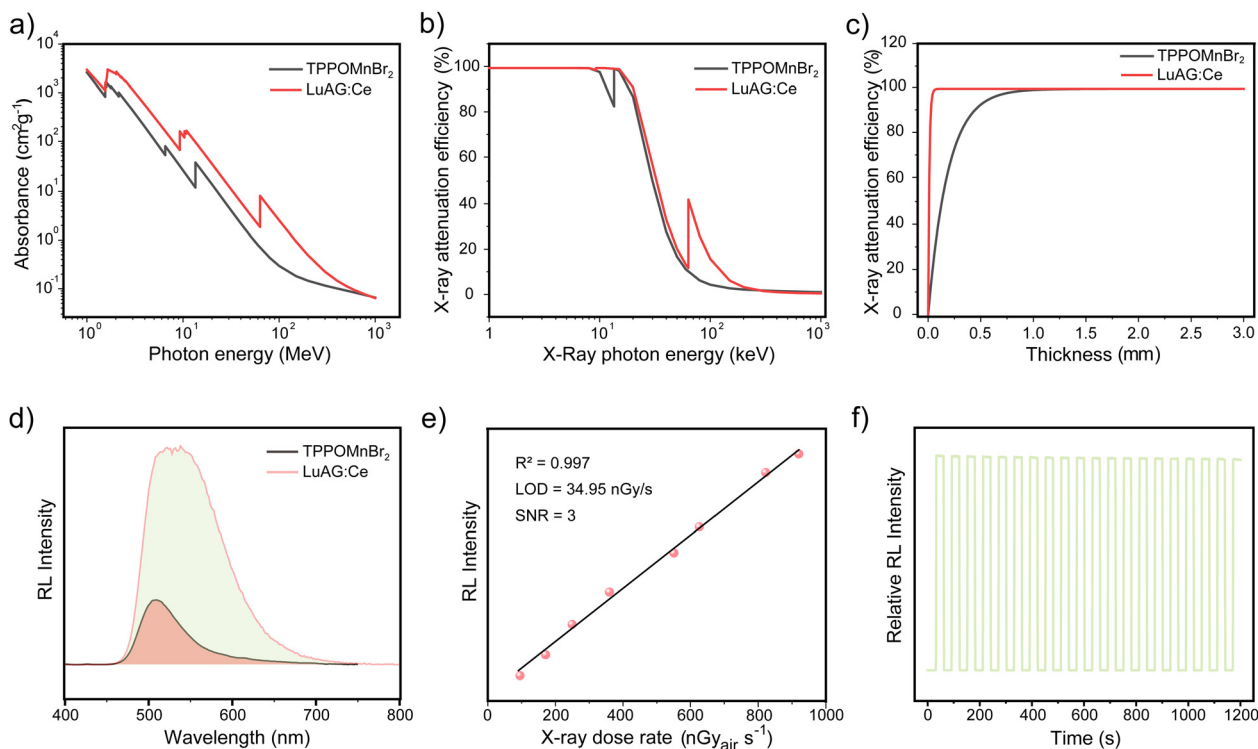 a)
10⁴
10³
10²
10¹
10⁰
10⁻¹
Absorbance (cm²g⁻¹)
TPPOMnBr₂
LuAG:Ce
10⁰ 10¹ 10² 10³
Photon energy (MeV)
b)
100
80
60
40
20
0
X-ray attenuation efficiency (%)
TPPOMnBr₂
LuAG:Ce
1 10¹ 10² 10³
X-Ray photon energy (keV)
c)
120
100
80
60
40
20
0
X-ray attenuation efficiency (%)
TPPOMnBr₂
LuAG:Ce
0.0 0.5 1.0 1.5 2.0 2.5 3.0
Thickness (mm)
d)
RL Intensity
TPPOMnBr₂
LuAG:Ce
400 500 600 700 800
Wavelength (nm)
e)
RL Intensity
R² = 0.997
LOD = 34.95 nGy/s
SNR = 3
0 200 400 600 800 1000
X-ray dose rate (nGyₐᵢᵣ s⁻¹)
f)
Relative RL Intensity
0 200 400 600 800 1000 1200
Time (s)